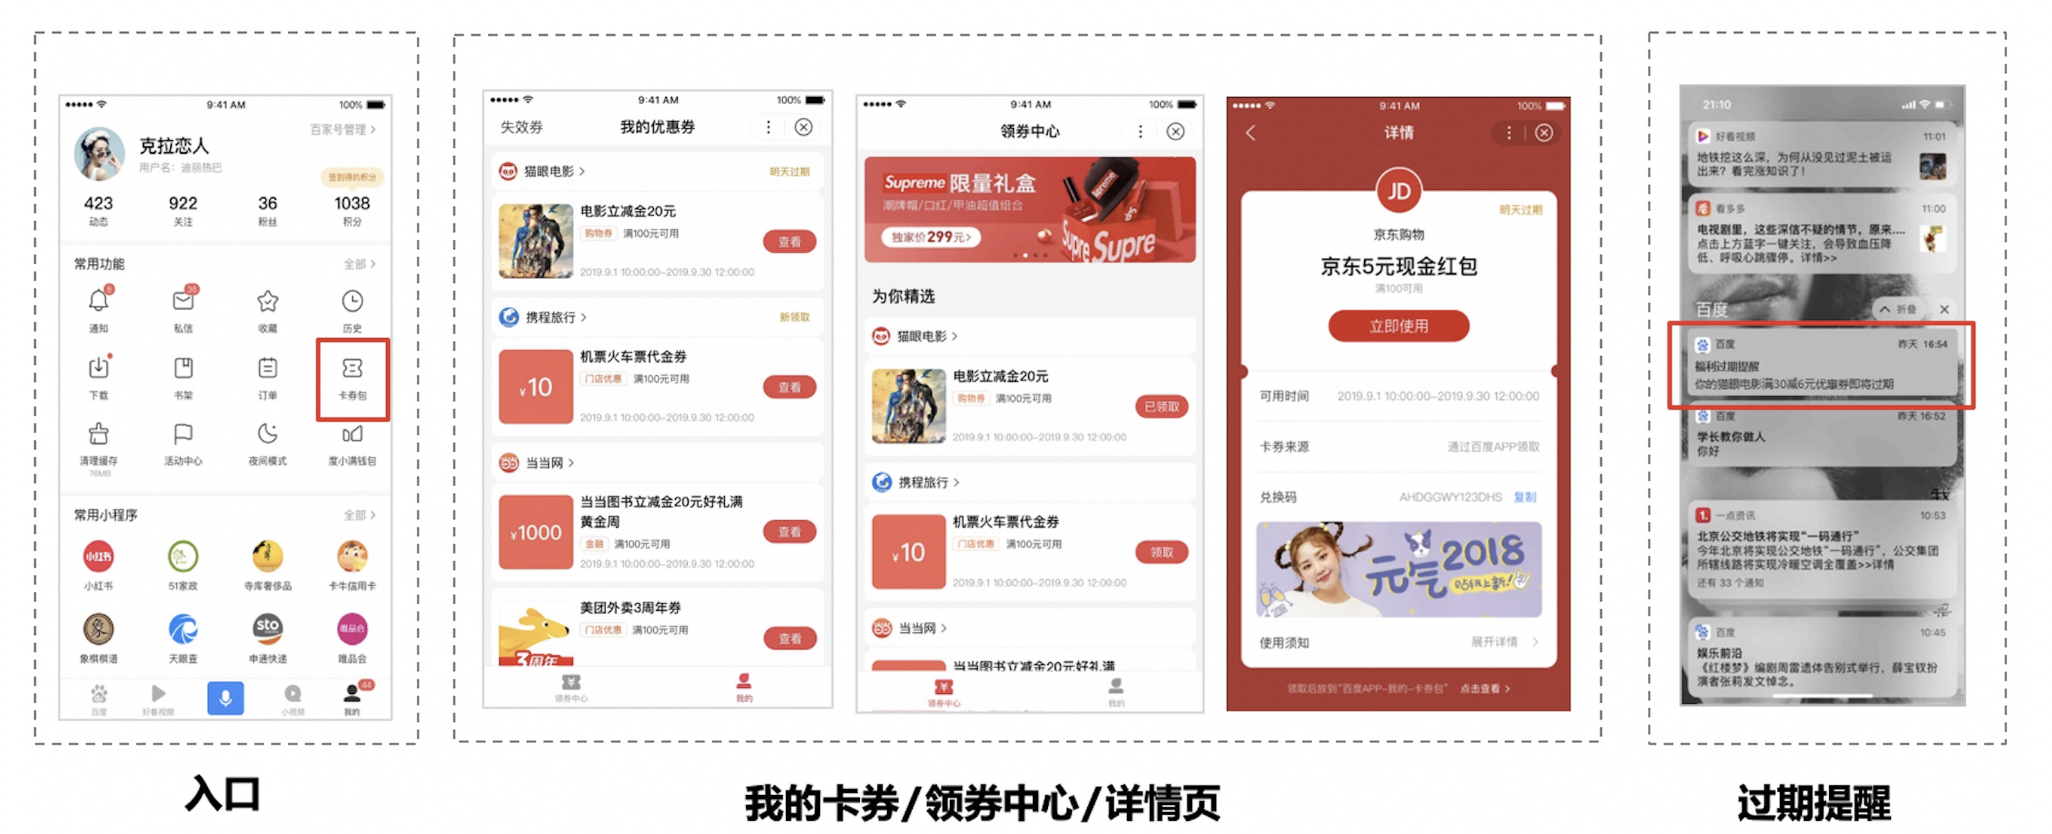 9:41 AM
100%
百家号管理 >
克拉恋人
用户名：迪丽热巴
签到得的积分
423
922
36
1038
动态
关注
粉丝
积分
常用功能
全部 >
8
36
通知
私信
收藏
历史
下载
书架
订单
卡券包
清理缓存
活动中心
夜间模式
度小满钱包
76MB
常用小程序
全部 >
小红书
小红书
51家政
寺库奢侈品
卡牛信用卡
象
sto
唯品会
象棋棋谱
天眼查
申通快递
唯品会
44
百度
好看视频
小视频
我的
入口
9:41 AM
100%
失效券
我的优惠券
猫眼电影 >
明天过期
电影立减金20元
购物券 满100元可用
查看
2019.9.1 10:00:00-2019.9.30 12:00:00
携程旅行 >
新领取
¥10
机票火车票代金券
门店优惠 满100元可用
查看
2019.9.1 10:00:00-2019.9.30 12:00:00
当当网 >
¥1000
当当图书立减金20元好礼满
黄金周
金融 满100元可用
查看
2019.9.1 10:00:00-2019.9.30 12:00:00
美团外卖3周年券
门店优惠 满100元可用
查看
3周年
领券中心
我的
9:41 AM
100%
领券中心
Supreme 限量礼盒
潮牌帽/口红/甲油超值组合
独家价299元>
Supre Supre
为你精选
猫眼电影 >
电影立减金20元
购物券 满100元可用
已领取
2019.9.1 10:00:00-2019.9.30 12:00:00
携程旅行 >
¥10
机票火车票代金券
门店优惠 满100元可用
领取
2019.9.1 10:00:00-2019.9.30 12:00:00
当当网 >
当当图书立减金20元好礼满
领券中心
我的
9:41 AM
100%
详情
JD
明天过期
京东购物
京东5元现金红包
满100可用
立即使用
可用时间
2019.9.1 10:00:00-2019.9.30 12:00:00
卡券来源
通过百度APP领取
兑换码
AHDGGWY123DHS 复制
元气2018
使用须知
展开详情 >
领取后放到“百度APP-我的-卡券包” 点击查看 >
我的卡券/领券中心/详情页
21:10
好看视频
11:01
地铁挖这么深，为何从没见过泥土被运
出来？看完涨知识了！
看多多
11:00
电视剧里，这些深信不疑的情节，原来....
点击上方蓝字一键关注，会导致血压降
低、呼吸心跳骤停。详情>>
百度
折叠
百度
昨天 16:54
福利过期提醒
你的猫眼电影满30减6元优惠券即将过期
百度
昨天 16:52
学长教你做人
你好
一点资讯
10:53
北京公交地铁将实现“一码通行”
今年北京将实现公交地铁“一码通行”，公交集团
所辖线路将实现冷暖空调全覆盖>>详情
还有 33 个通知
百度
10:45
娱乐前沿
《红楼梦》编剧周雷遗体告别式举行，薛宝钗扮
演者张莉发文悼念。
过期提醒